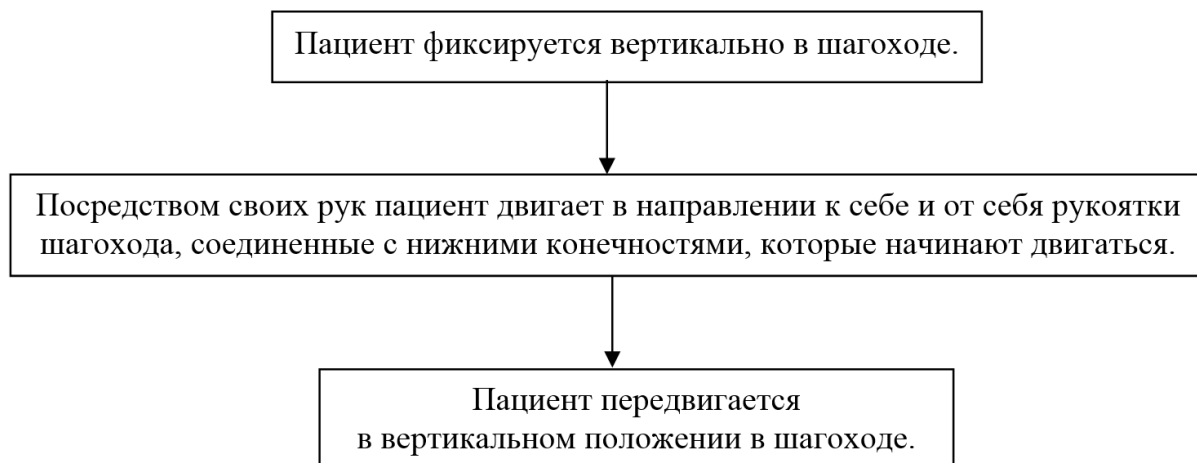 Пациент фиксируется вертикально в шагоходе.
Посредством своих рук пациент двигает в направлении к себе и от себя рукоятки
шагохода, соединенные с нижними конечностями, которые начинают двигаться.
Пациент передвигается
в вертикальном положении в шагоходе.